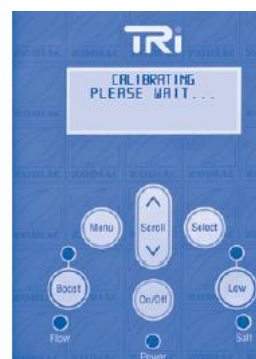 TRi
CALIBRATING
PLEASE WAIT...
Menu
Scroll
Select
Boost
On/Off
Low
Flow
Power
Salt